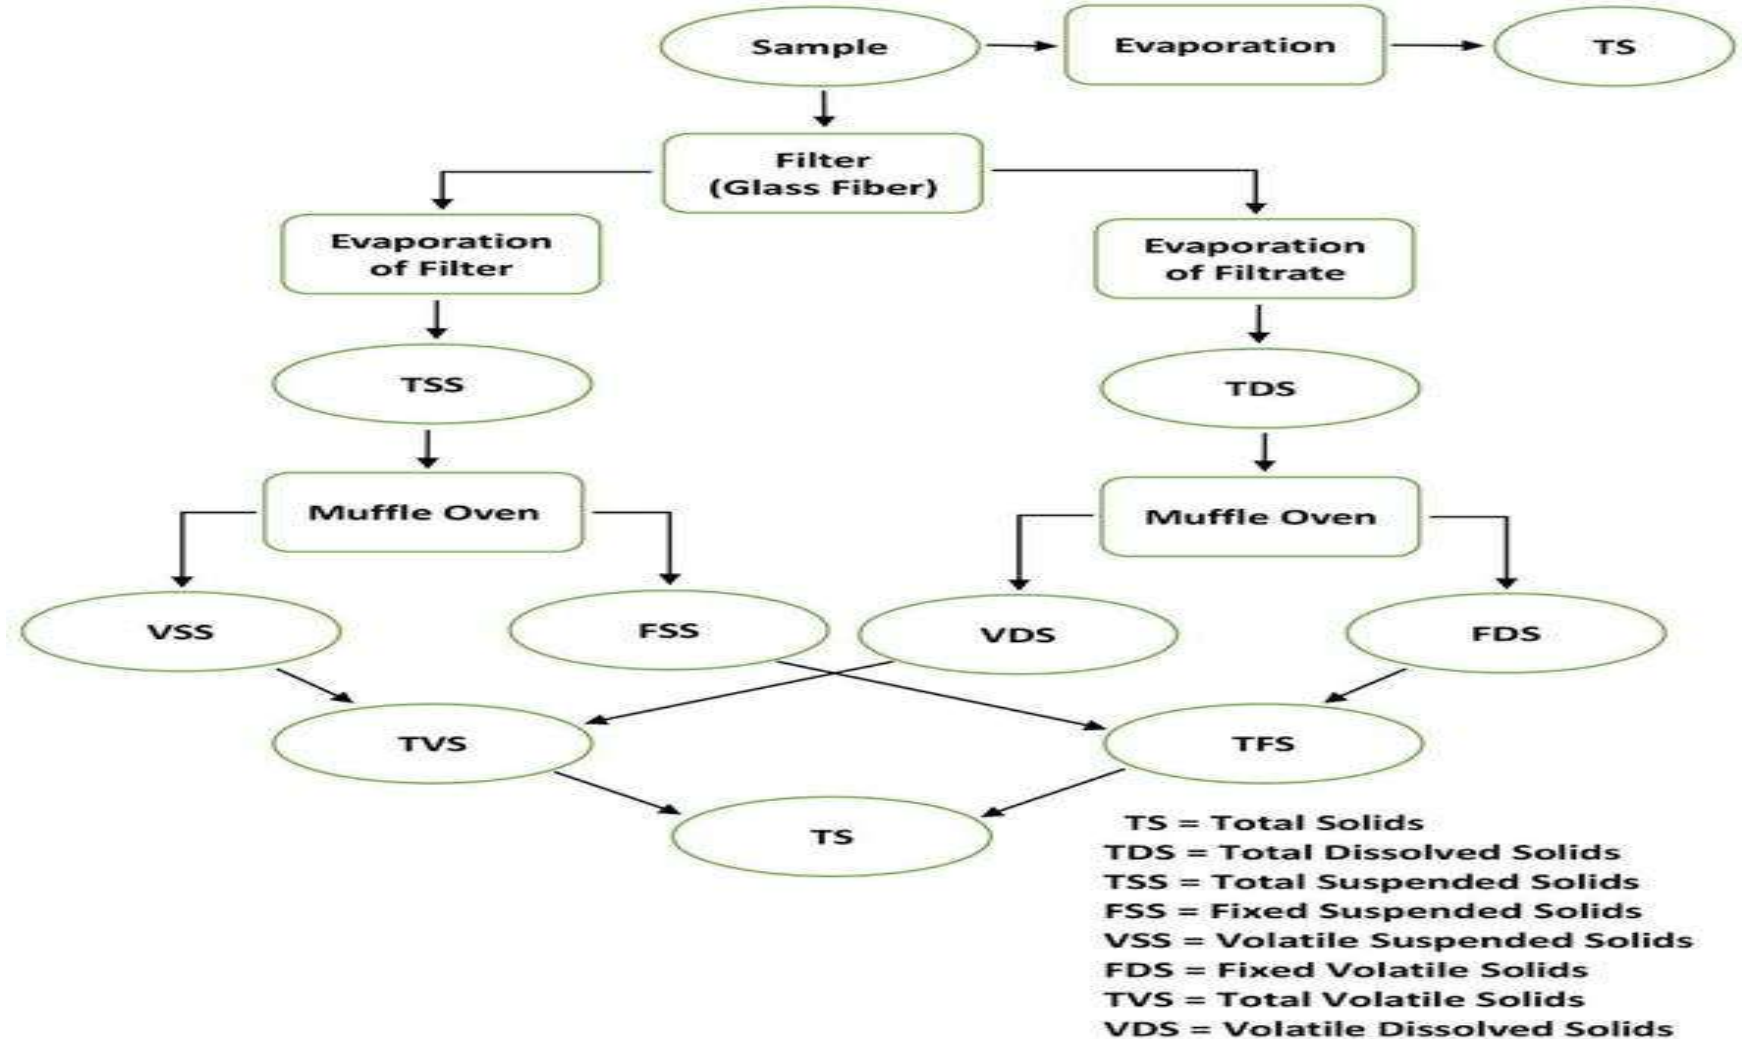 Sample
Evaporation
TS
Filter
(Glass Fiber)
Evaporation
of Filter
Evaporation
of Filtrate
TSS
TDS
Muffle Oven
Muffle Oven
VSS
FSS
VDS
FDS
TVS
TFS
TS
TS = Total Solids
TDS = Total Dissolved Solids
TSS = Total Suspended Solids
FSS = Fixed Suspended Solids
VSS = Volatile Suspended Solids
FDS = Fixed Volatile Solids
TVS = Total Volatile Solids
VDS = Volatile Dissolved Solids